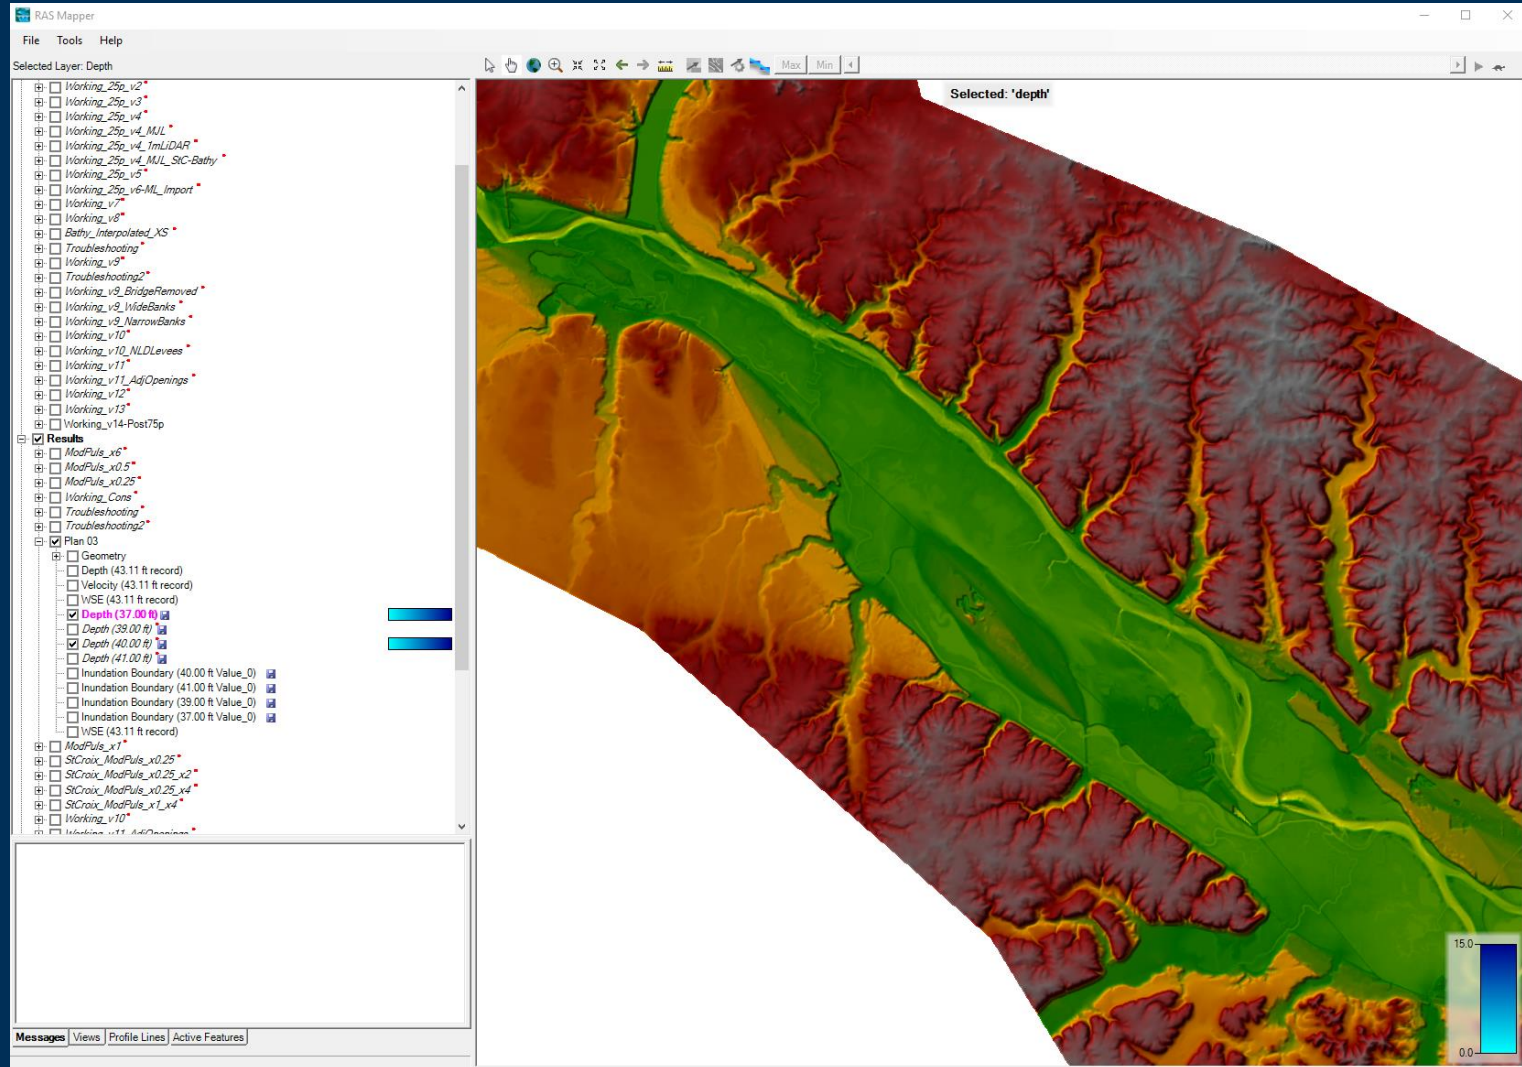 RAS Mapper
File Tools Help
Selected Layer: Depth
Max Min
Selected: 'depth'
Working_25p_v2
Working_25p_v3
Working_25p_v4
Working_25p_v4_MJL
Working_25p_v4_1mLiDAR
Working_25p_v4_MJL_StC-Bathy
Working_25p_v5
Working_25p_v6-ML_Import
Working_v7
Working_v8
Bathy_Interpolated_XS
Troubleshooting
Working_v9
Troubleshooting2
Working_v9_BridgeRemoved
Working_v9_WideBanks
Working_v9_NarrowBanks
Working_v10
Working_v10_NLDLevees
Working_v11
Working_v11_AdjOpenings
Working_v12
Working_v13
Working_v14-Post75p
Results
ModPuls_x6
ModPuls_x0.5
ModPuls_x0.25
Working_Cons
Troubleshooting
Troubleshooting2
Plan 03
Geometry
Depth (43.11 ft record)
Velocity (43.11 ft record)
WSE (43.11 ft record)
Depth (37.00 ft)
Depth (39.00 ft)
Depth (40.00 ft)
Depth (41.00 ft)
Inundation Boundary (40.00 ft Value_0)
Inundation Boundary (41.00 ft Value_0)
Inundation Boundary (39.00 ft Value_0)
Inundation Boundary (37.00 ft Value_0)
WSE (43.11 ft record)
ModPuls_x1
StCroix_ModPuls_x0.25
StCroix_ModPuls_x0.25_x2
StCroix_ModPuls_x0.25_x4
StCroix_ModPuls_x1_x4
Working_v10
Working_v11_AdjOpenings
15.0
0.0
Messages Views Profile Lines Active Features